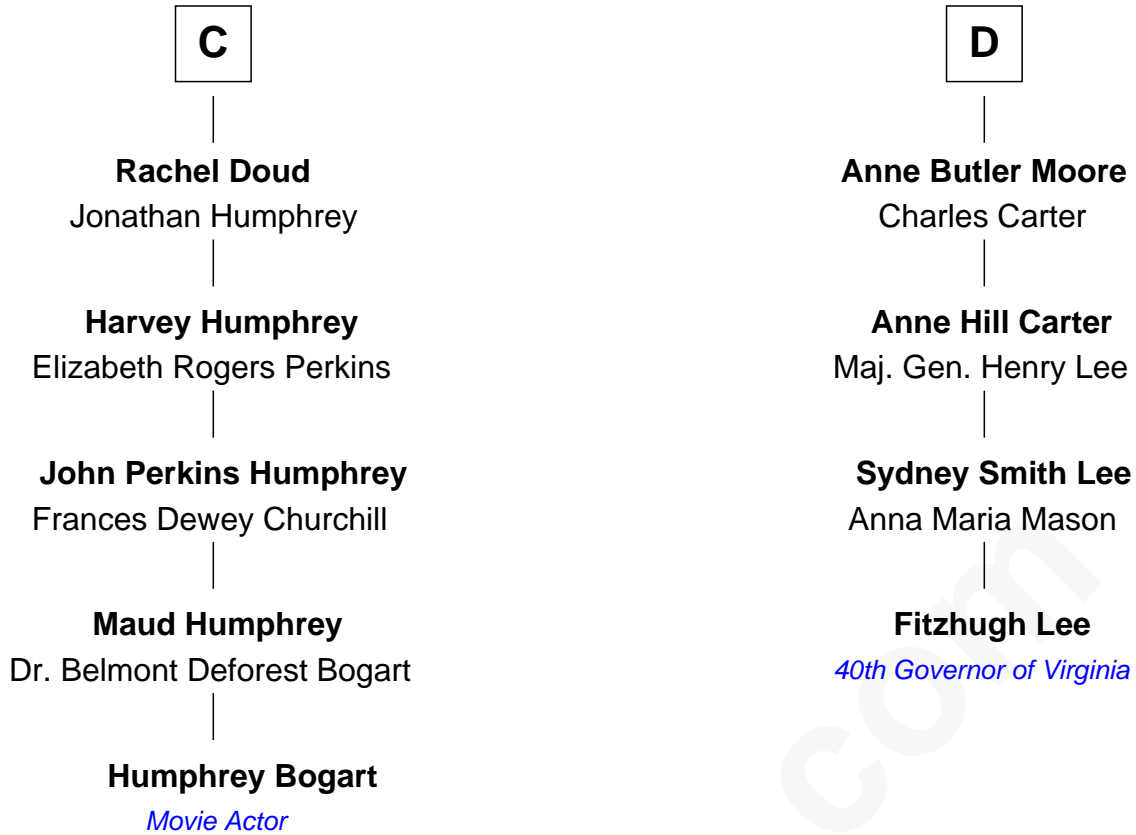 C
Rachel Doud
Jonathan Humphrey
Harvey Humphrey
Elizabeth Rogers Perkins
John Perkins Humphrey
Frances Dewey Churchill
Maud Humphrey
Dr. Belmont Deforest Bogart
Humphrey Bogart
Movie Actor
D
Anne Butler Moore
Charles Carter
Anne Hill Carter
Maj. Gen. Henry Lee
Sydney Smith Lee
Anna Maria Mason
Fitzhugh Lee
40th Governor of Virginia
com